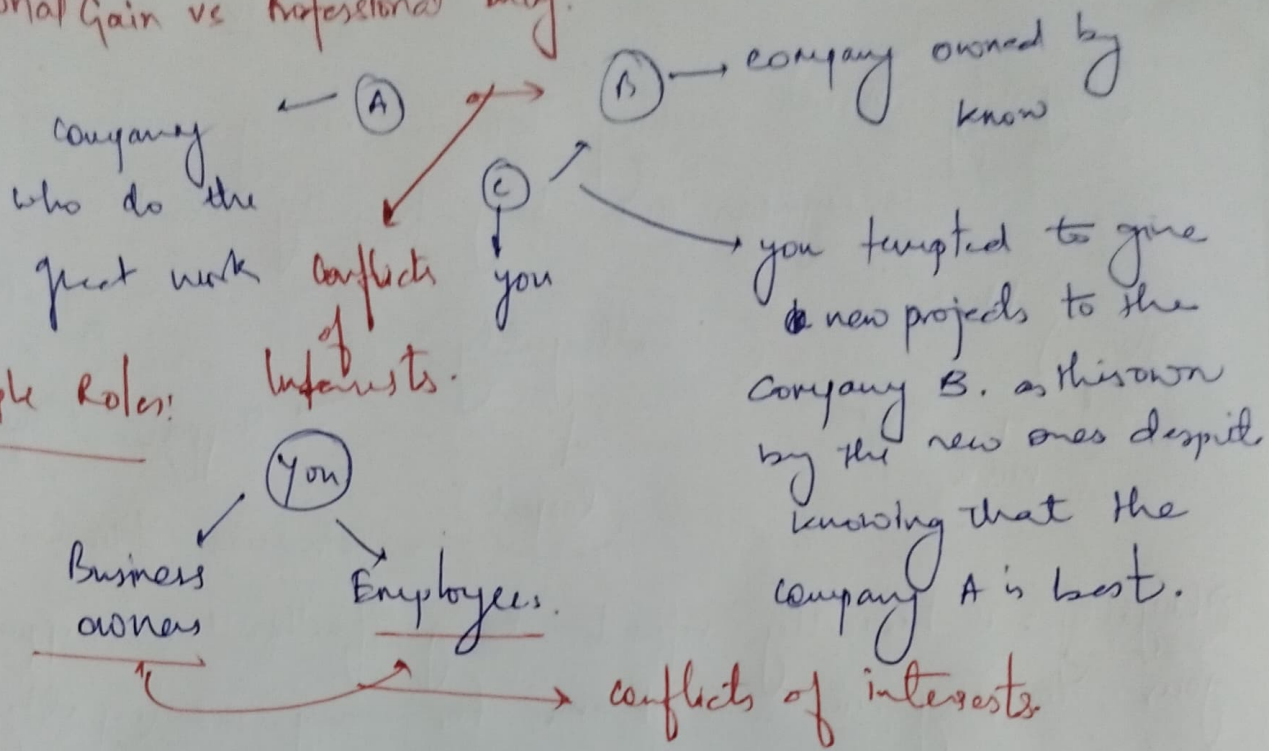 onal Gain vs Professional
A
B
company owned by
know
company
who do the
great work
C
you
conflicts
of
Interests.
you tempted to give
new projects to the
Company B. as this own
by the new ones despite
knowing that the
company A is best.
ple Roles:
You
Business
owners
Employees.
conflicts of interests.